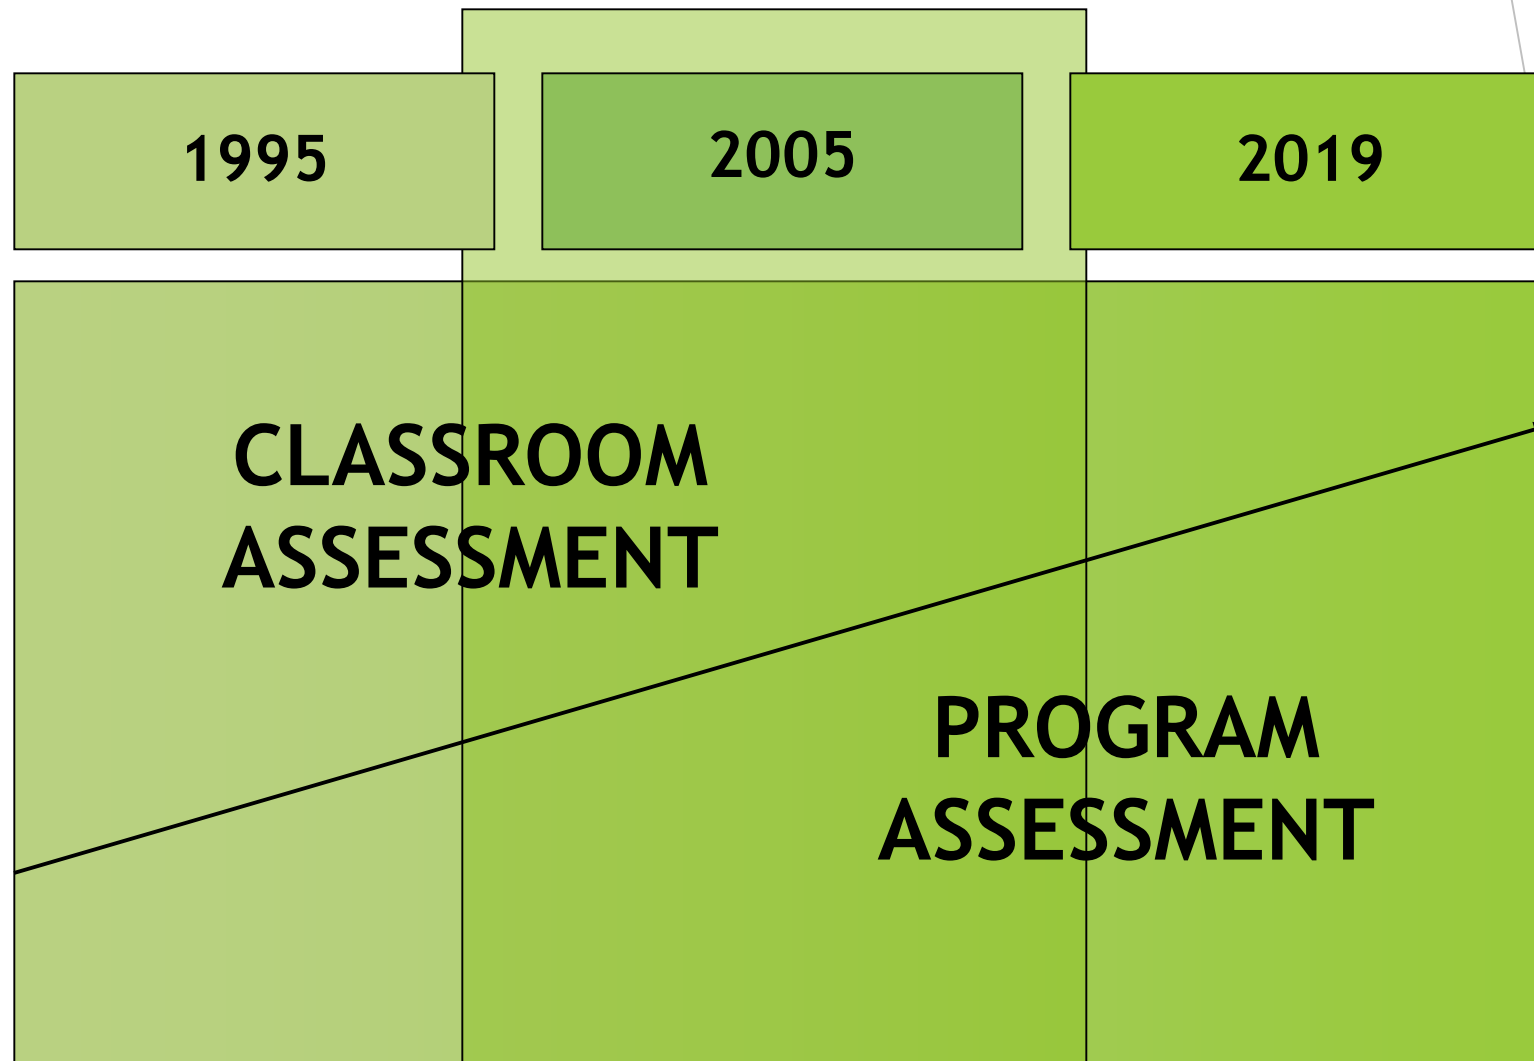 1995
2005
2019
CLASSROOM
ASSESSMENT
PROGRAM
ASSESSMENT